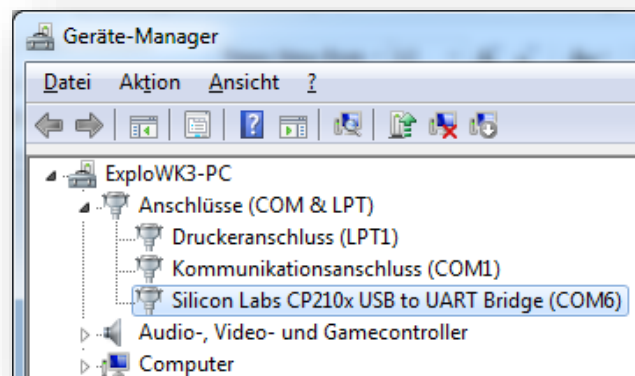 Geräte-Manager
Datei Aktion Ansicht ?
ExploWK3-PC
Anschlüsse (COM & LPT)
Druckeranschluss (LPT1)
Kommunikationsanschluss (COM1)
Silicon Labs CP210x USB to UART Bridge (COM6)
Audio-, Video- und Gamecontroller
Computer